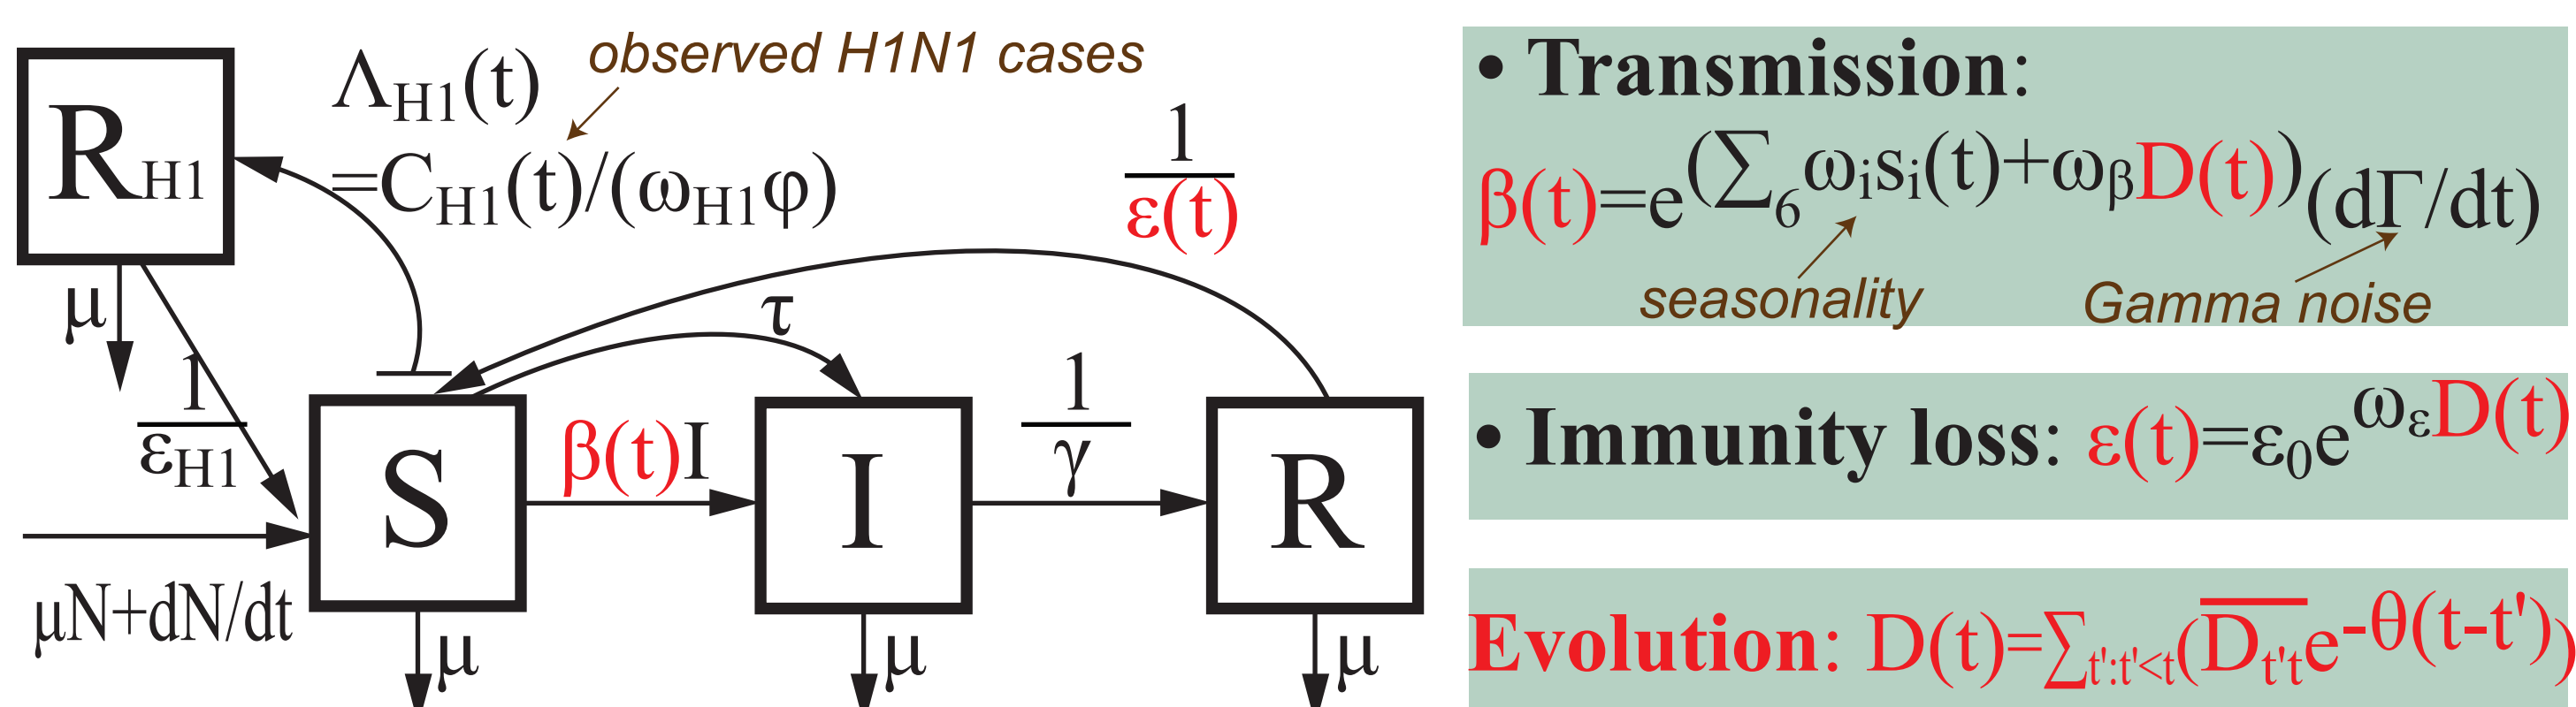 Λ_H1(t)
=C_H1(t)/(ω_H1φ)
observed H1N1 cases
R_H1
1
ε(t)
μ
τ
1
ε_H1
S
β(t)I
I
1
γ
R
μN+dN/dt
μ
μ
μ
• Transmission:
β(t)=e^(∑_6 ω_i s_i(t)+ω_β D(t))(dΓ/dt)
seasonality
Gamma noise
• Immunity loss: ε(t)=ε_0e^ω_ε D(t)
Evolution: D(t)=∑_t':t'<t(D̅_t't e^-θ(t-t'))